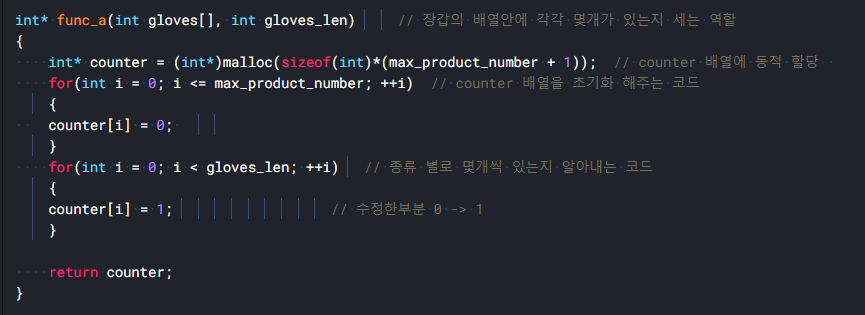 int* func_a(int gloves[], int gloves_len) // 장갑의 배열안에 각각 몇개가 있는지 세는 역할
{
int* counter = (int*)malloc(sizeof(int)*(max_product_number + 1)); // counter 배열에 동적 할당
for(int i = 0; i <= max_product_number; ++i) // counter 배열을 초기화 해주는 코드
{
counter[i] = 0;
}
for(int i = 0; i < gloves_len; ++i) // 종류 별로 몇개씩 있는지 알아내는 코드
{
counter[i] = 1; // 수정한부분 0 -> 1
}
return counter;
}